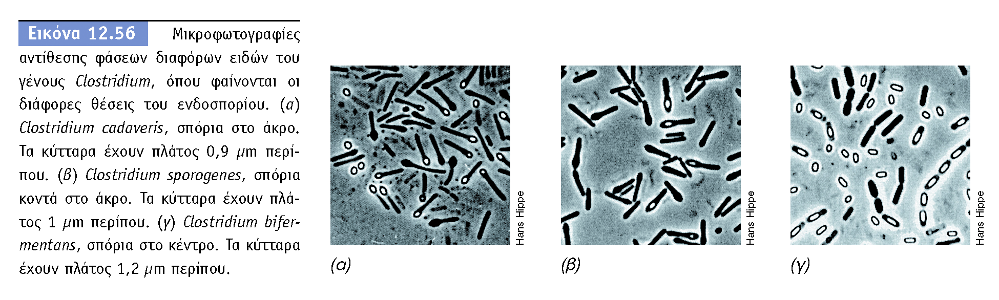 Εικόνα 12.56 Μικροφωτογραφίες
αντίθεσης φάσεων διαφόρων ειδών του
γένους Clostridium, όπου φαίνονται οι
διάφορες θέσεις του ενδοσπορίου. (α)
Clostridium cadaveris, σπόρια στο άκρο.
Τα κύτταρα έχουν πλάτος 0,9 μm περί-
που. (β) Clostridium sporogenes, σπόρια
κοντά στο άκρο. Τα κύτταρα έχουν πλά-
τος 1 μm περίπου. (γ) Clostridium bifer-
mentans, σπόρια στο κέντρο. Τα κύτταρα
έχουν πλάτος 1,2 μm περίπου.
Hans Hippe
(α)
Hans Hippe
(β)
Hans Hippe
(γ)